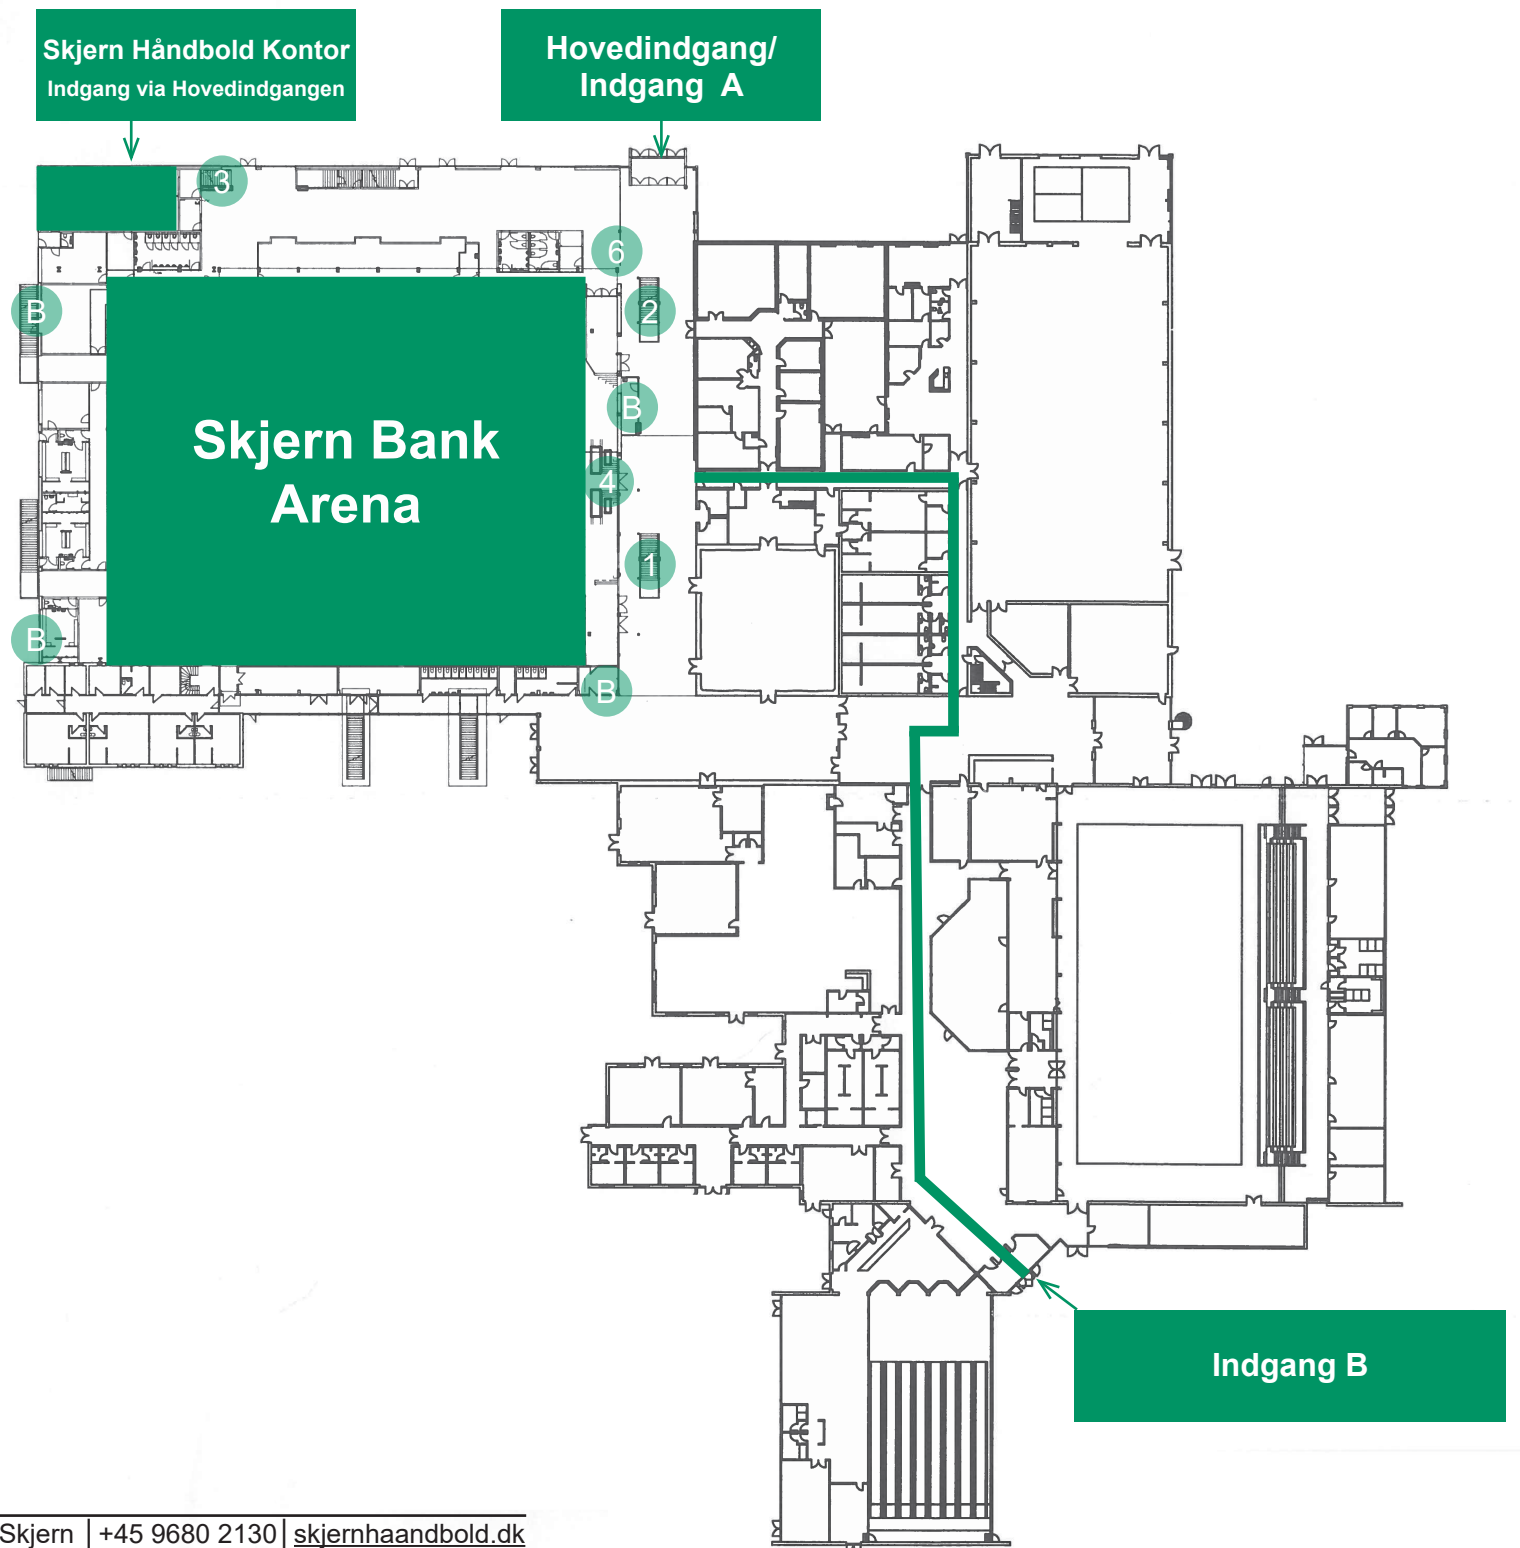 Skjern Håndbold Kontor
Indgang via Hovedindgangen
Hovedindgang/
Indgang A
3
6
B
2
B
Skjern Bank
Arena
4
1
B
B
Indgang B
Skjern | +45 9680 2130 | skjernhaandbold.dk